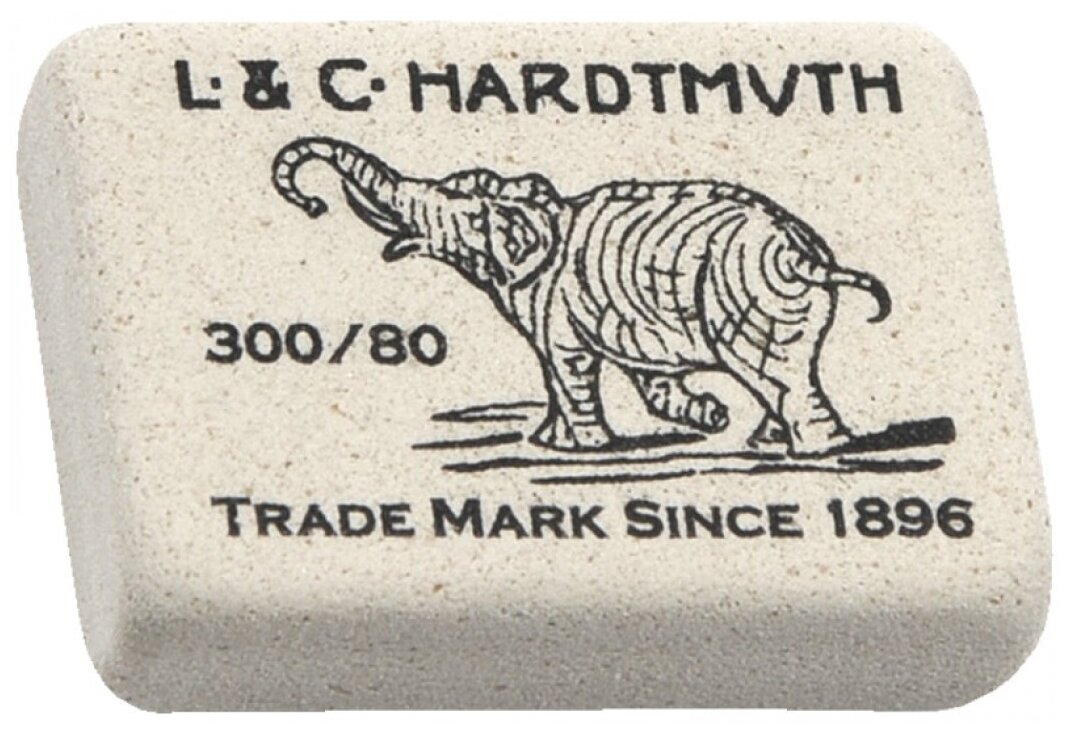 L. & C. HARDTMVTH
300/80
TRADE MARK SINCE 1896